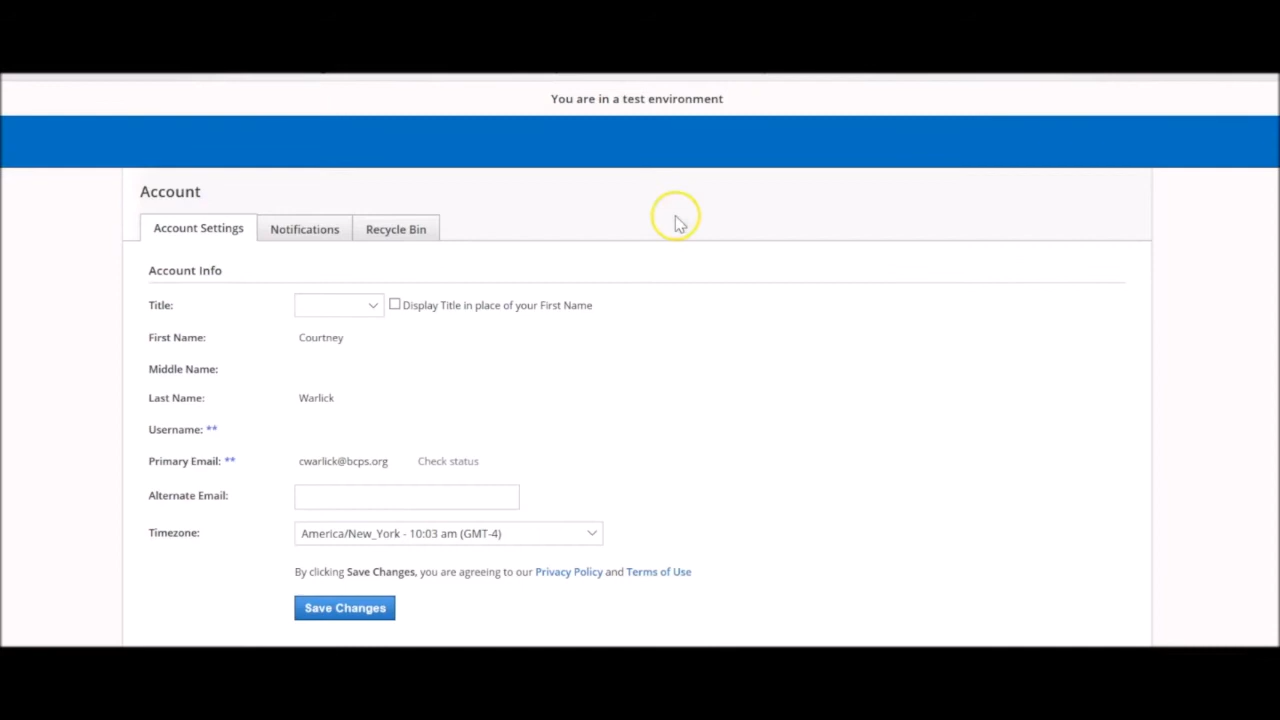 You are in a test environment
Account
Account Settings Notifications Recycle Bin
Account Info
Title: Display Title in place of your First Name
First Name: Courtney
Middle Name:
Last Name: Warlick
Username: **
Primary Email: ** cwarlick@bcps.org Check status
Alternate Email:
Timezone: America/New_York - 10:03 am (GMT-4)
By clicking Save Changes, you are agreeing to our Privacy Policy and Terms of Use
Save Changes